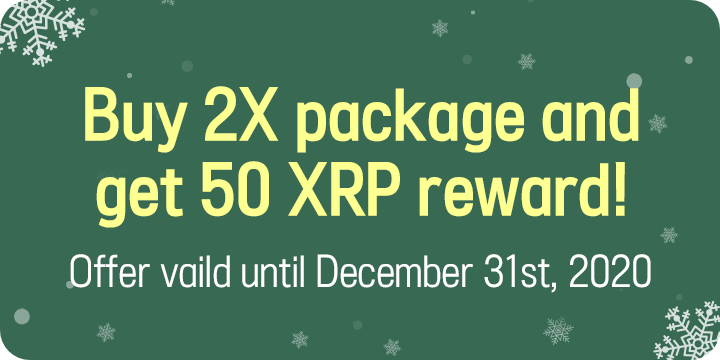 Buy 2X package and
get 50 XRP reward!
Offer vaild until December 31st, 2020